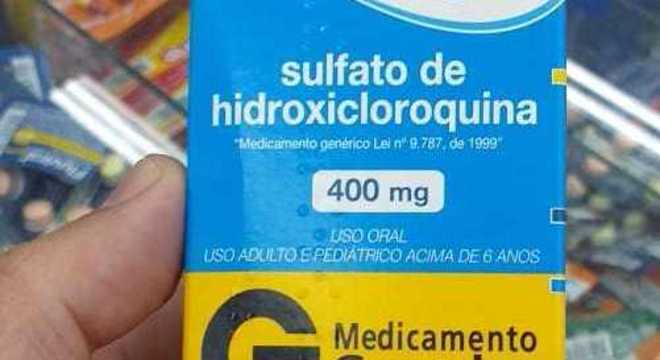 sulfato de
hidroxicloroquina
"Medicamento genérico Lei nº 9.787, de 1999"
400 mg
USO ORAL
USO ADULTO E PEDIÁTRICO ACIMA DE 6 ANOS
G Medicamento